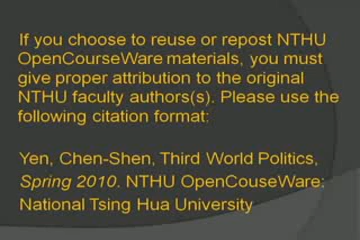 If you choose to reuse or repost NTHU
OpenCourseWare materials, you must
give proper attribution to the original
NTHU faculty authors(s). Please use the
following citation format:
Yen, Chen-Shen, Third World Politics,
Spring 2010. NTHU OpenCouseWare:
National Tsing Hua University